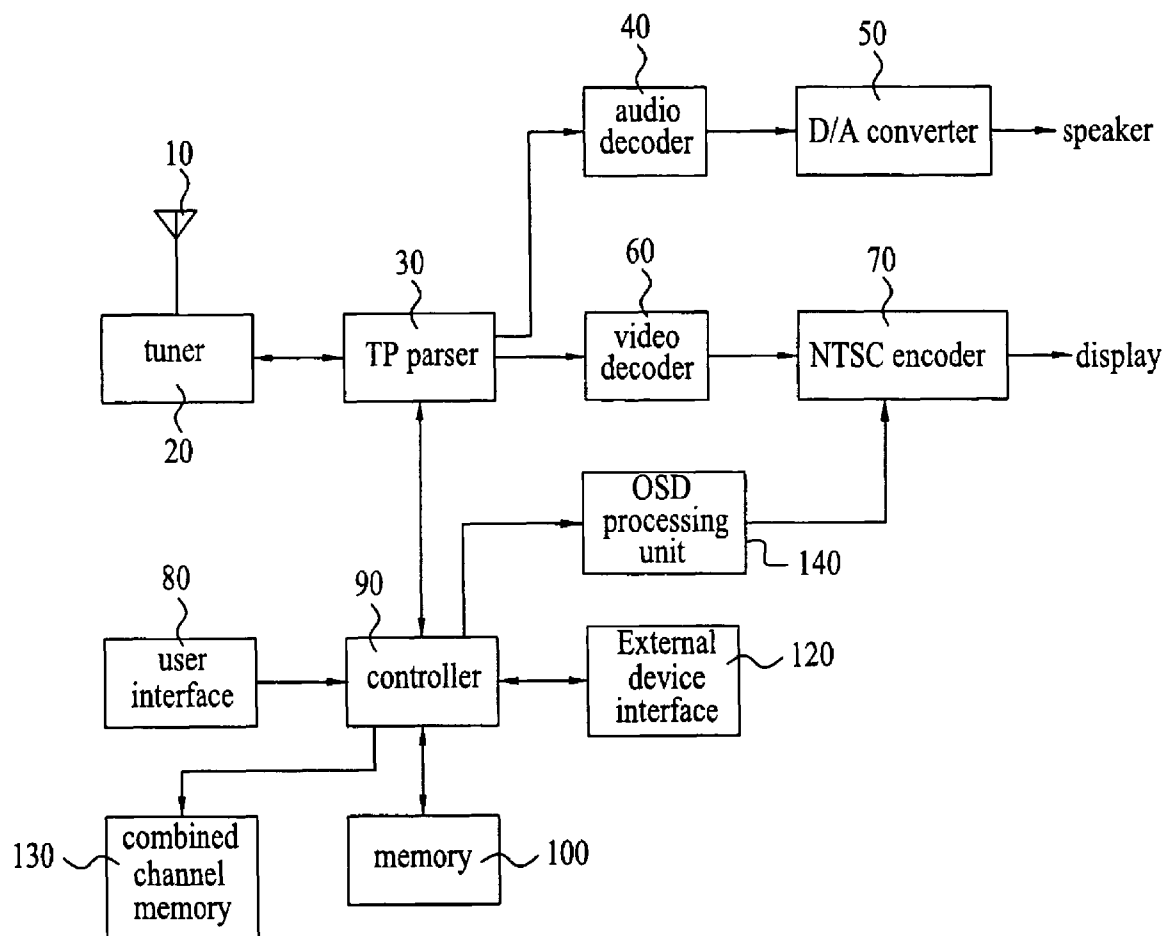 40
50
audio
decoder
D/A converter
speaker
10
30
60
70
tuner
TP parser
video
decoder
NTSC encoder
display
20
OSD
processing
unit
140
80
90
user
interface
controller
External
device
interface
120
130
combined
channel
memory
memory
100